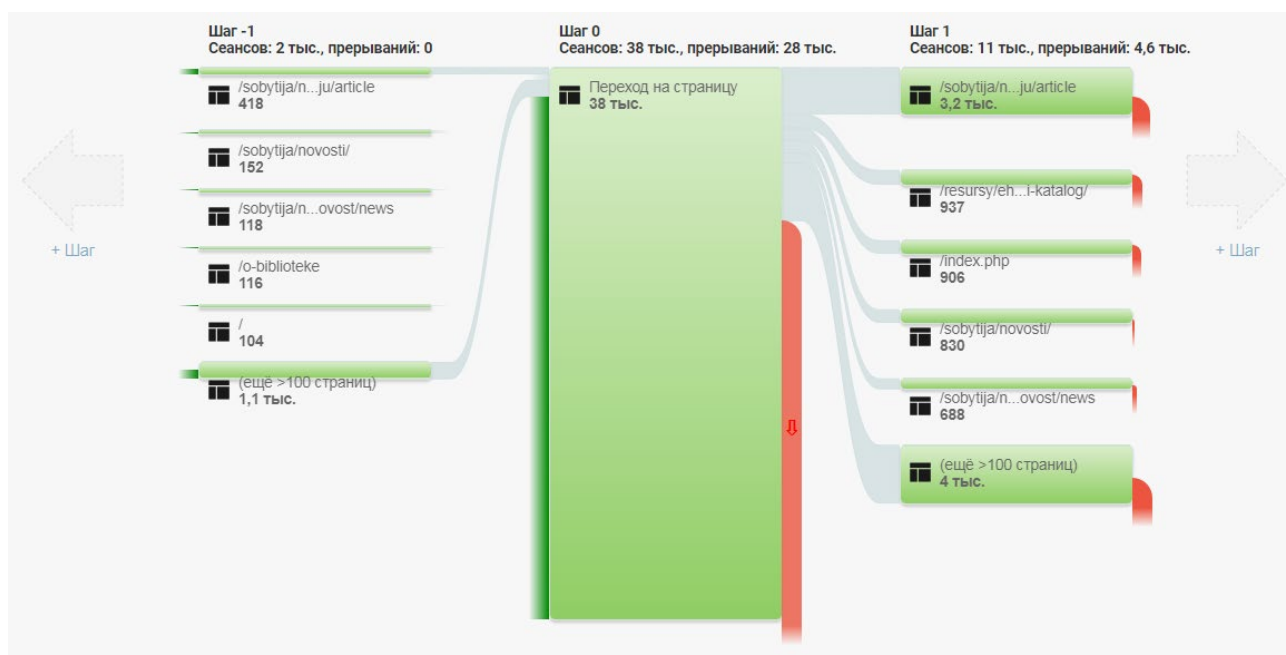 Шаг -1
Сеансов: 2 тыс., прерываний: 0
/sobytija/n...ju/article
418
/sobytija/novosti/
152
/sobytija/n...ovost/news
118
/o-biblioteke
116
/
104
(ещё >100 страниц)
1,1 тыс.
+ Шаг
Шаг 0
Сеансов: 38 тыс., прерываний: 28 тыс.
Переход на страницу
38 тыс.
Шаг 1
Сеансов: 11 тыс., прерываний: 4,6 тыс.
/sobytija/n...ju/article
3,2 тыс.
/resursy/eh...i-katalog/
937
/index.php
906
/sobytija/novosti/
830
/sobytija/n...ovost/news
688
(ещё >100 страниц)
4 тыс.
+ Шаг